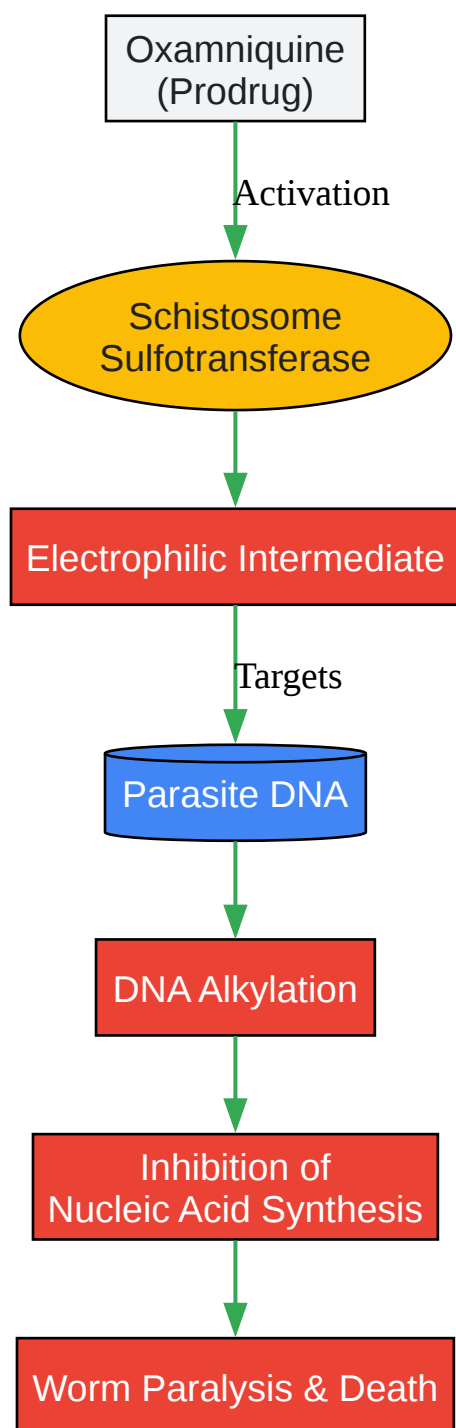 Oxamniquine
(Prodrug)
Activation
Schistosome
Sulfotransferase
Electrophilic Intermediate
Targets
Parasite DNA
DNA Alkylation
Inhibition of
Nucleic Acid Synthesis
Worm Paralysis & Death